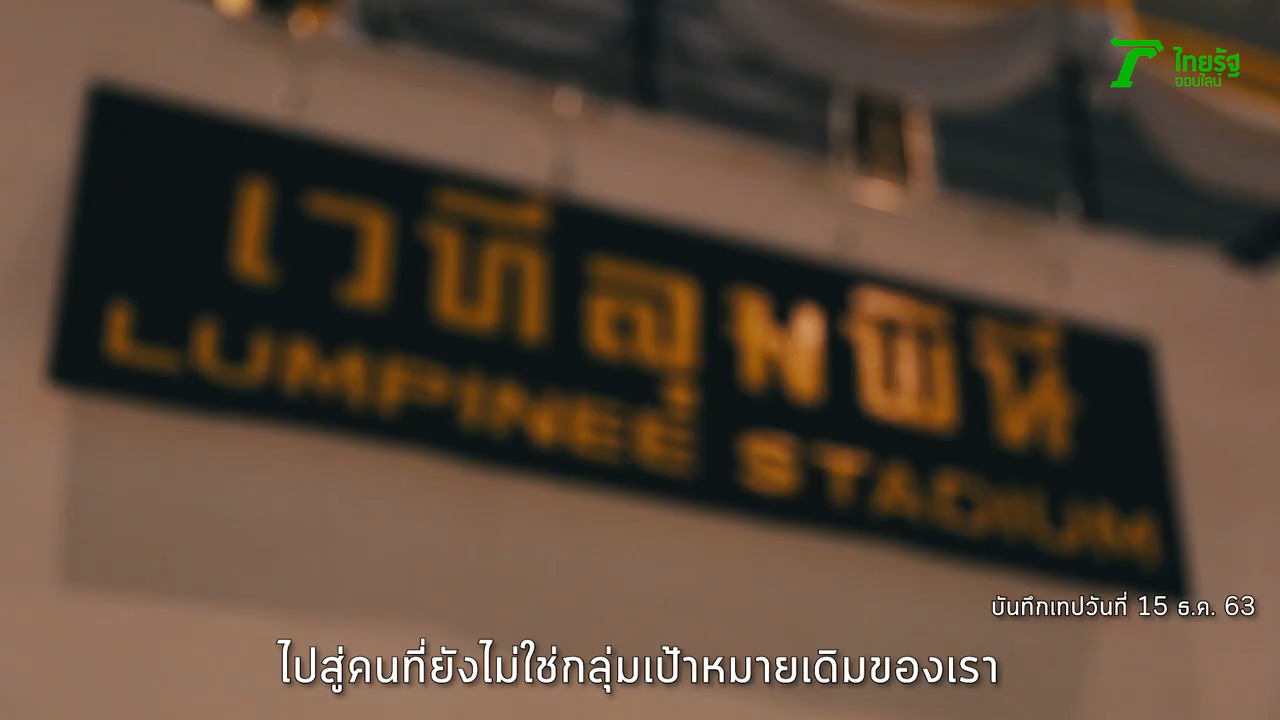 ไทยรัฐ
ออนไลน์
เวทีลุมพินี
LUMPINEE STADIUM
บันทึกเทปวันที่ 15 ธ.ค. 63
ไปสู่คนที่ยังไม่ใช่กลุ่มเป้าหมายเดิมของเรา